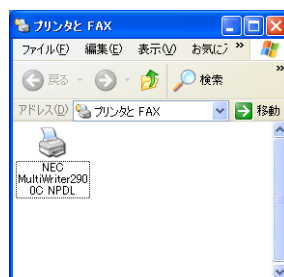 プリンタと FAX
ファイル(F) 編集(E) 表示(V) お気に入 »
戻る 検索 »
アドレス(D) プリンタと FAX 移動
NEC
MultiWriter290
0C NPDL